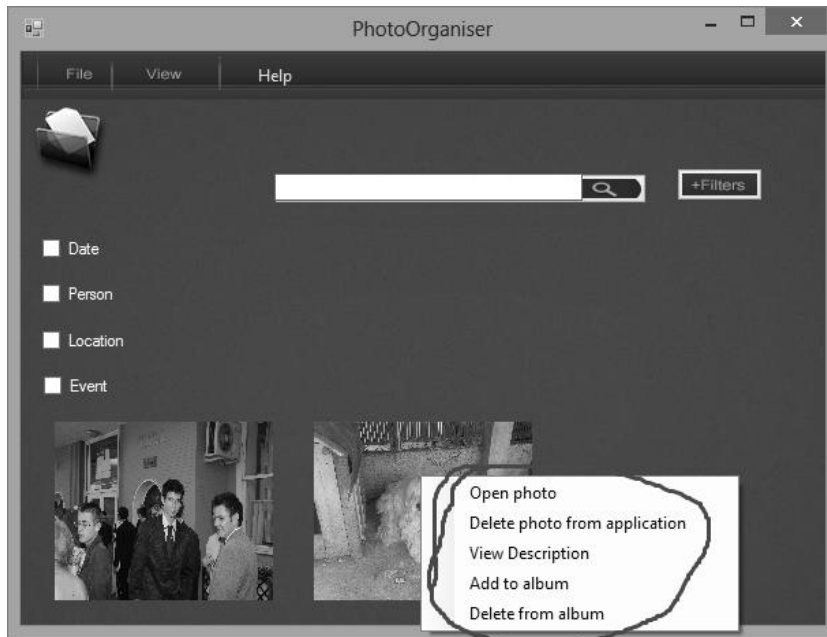 PhotoOrganiser
File View Help
+Filters
Date
Person
Location
Event
Open photo
Delete photo from application
View Description
Add to album
Delete from album